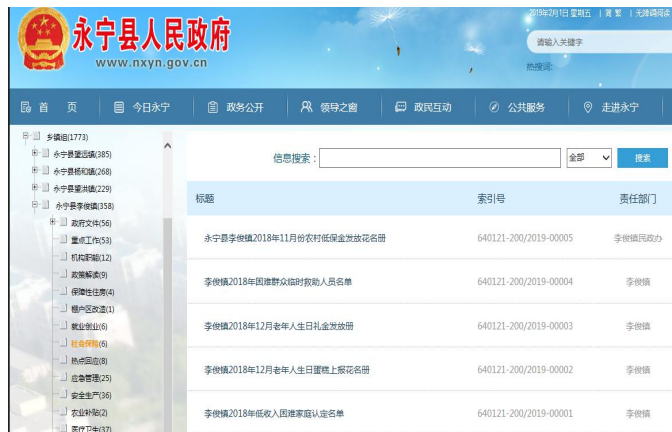 2019年2月1日 星期五 | 简 繁 | 无障碍阅读
永宁县人民政府
www.nxyn.gov.cn
请输入关键字
热搜词:
首 页 今日永宁 政务公开 领导之窗 政民互动 公共服务 走进永宁
乡镇组(1773)
永宁县望远镇(385)
永宁县杨和镇(268)
永宁县望洪镇(229)
永宁县李俊镇(358)
政府文件(56)
重点工作(53)
机构职能(12)
政策解读(9)
保障性住房(4)
棚户区改造(1)
就业创业(6)
社会保险(6)
热点回应(8)
应急管理(25)
安全生产(36)
农业补贴(2)
医疗卫生(37)
信息搜索: 全部 搜索
标题 索引号 责任部门
永宁县李俊镇2018年11月份农村低保金发放花名册 640121-200/2019-00005 李俊镇民政办
李俊镇2018年困难群众临时救助人员名单 640121-200/2019-00004 李俊镇
李俊镇2018年12月老年人生日礼金发放册 640121-200/2019-00003 李俊镇
李俊镇2018年12月老年人生日蛋糕上报花名册 640121-200/2019-00002 李俊镇
李俊镇2018年低收入困难家庭认定名单 640121-200/2019-00001 李俊镇